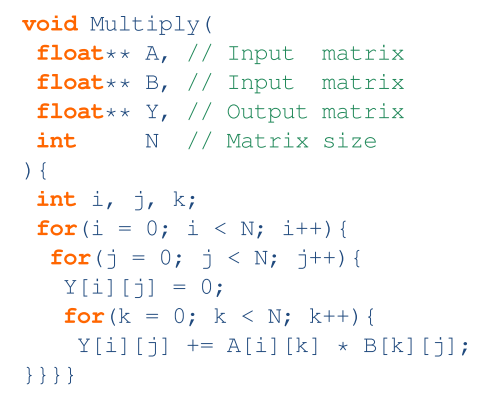 void Multiply(
 float** A, // Input  matrix
 float** B, // Input  matrix
 float** Y, // Output matrix
 int     N  // Matrix size
){
 int i, j, k;
 for(i = 0; i < N; i++){
  for(j = 0; j < N; j++){
   Y[i][j] = 0;
   for(k = 0; k < N; k++){
    Y[i][j] += A[i][k] * B[k][j];
}}}}